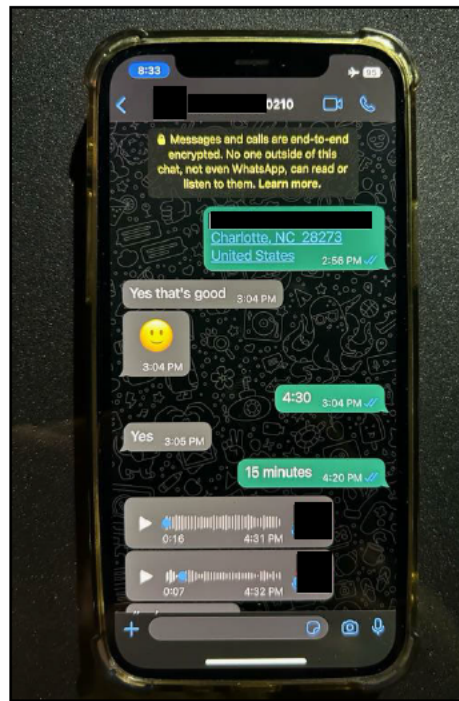 8:33
95
0210
Messages and calls are end-to-end
encrypted. No one outside of this
chat, not even WhatsApp, can read or
listen to them. Learn more.
Charlotte, NC 28273
United States
2:56 PM
Yes that's good 3:04 PM
3:04 PM
4:30 3:04 PM
Yes 3:05 PM
15 minutes 4:20 PM
0:16 4:31 PM
0:07 4:32 PM